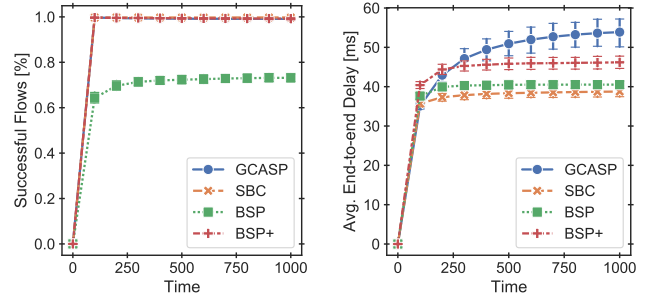 Successful Flows [%]
1.0
0.8
0.6
0.4
0.2
0.0
0
250
500
750
1000
Time
GCASP
SBC
BSP
BSP+
Avg. End-to-end Delay [ms]
60
50
40
30
20
10
0
0
250
500
750
1000
Time
GCASP
SBC
BSP
BSP+